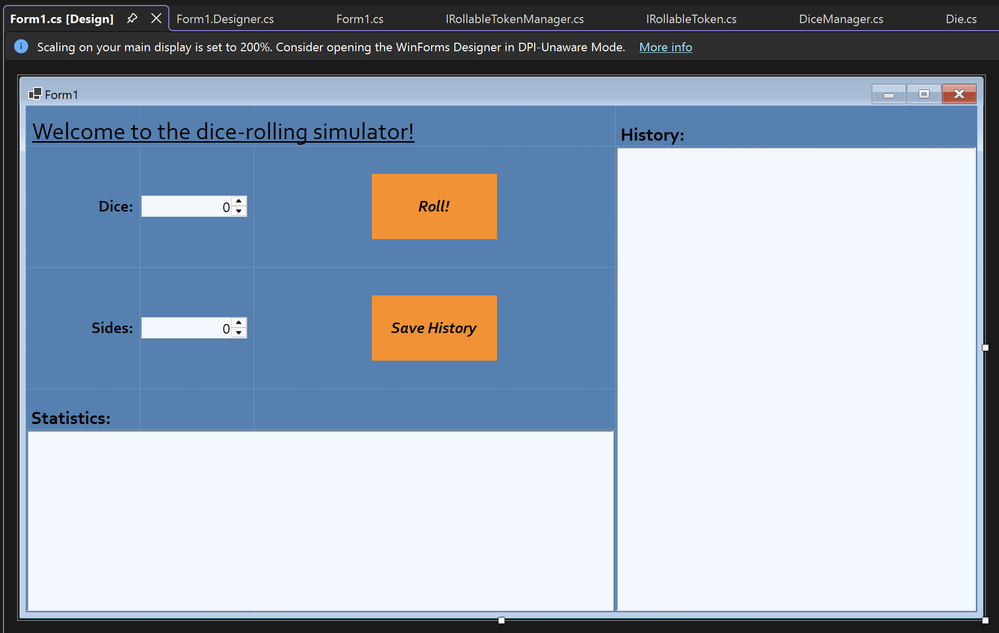 Form1.cs [Design] Form1.Designer.cs Form1.cs IRollableTokenManager.cs IRollableToken.cs DiceManager.cs Die.cs
Scaling on your main display is set to 200%. Consider opening the WinForms Designer in DPI-Unaware Mode. More info
Form1
Welcome to the dice-rolling simulator!
History:
Dice: 0
Roll!
Sides: 0
Save History
Statistics: